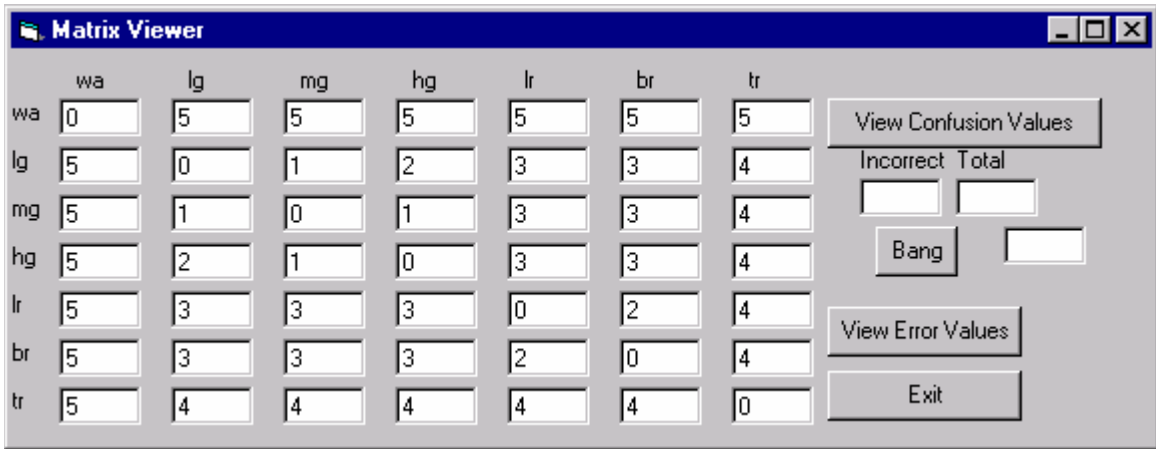 Matrix Viewer
wa lg mg hg lr br tr
wa 0 5 5 5 5 5 5 View Confusion Values
lg 5 0 1 2 3 3 4 Incorrect Total
mg 5 1 0 1 3 3 4
hg 5 2 1 0 3 3 4 Bang
lr 5 3 3 3 0 2 4 View Error Values
br 5 3 3 3 2 0 4
tr 5 4 4 4 4 4 0 Exit